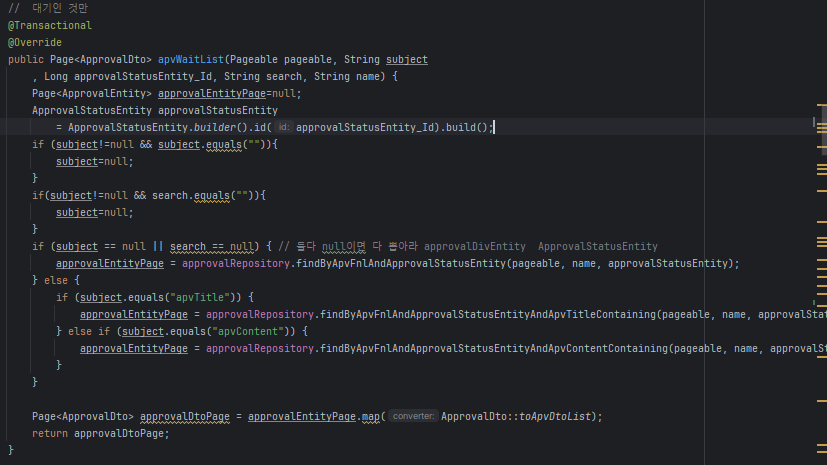 //  대기인 것만
@Transactional
@Override
public Page<ApprovalDto> apvWaitList(Pageable pageable, String subject
, Long approvalStatusEntity_Id, String search, String name) {
Page<ApprovalEntity> approvalEntityPage=null;
ApprovalStatusEntity approvalStatusEntity
= ApprovalStatusEntity.builder().id( id: approvalStatusEntity_Id).build();
if (subject!=null && subject.equals("")){
subject=null;
}
if(subject!=null && search.equals("")){
subject=null;
}
if (subject == null || search == null) { // 둘다 null이면 다 뽑아라 approvalDivEntity  ApprovalStatusEntity
approvalEntityPage = approvalRepository.findByApvFnlAndApprovalStatusEntity(pageable, name, approvalStatusEntity);
} else {
if (subject.equals("apvTitle")) {
approvalEntityPage = approvalRepository.findByApvFnlAndApprovalStatusEntityAndApvTitleContaining(pageable, name, approvalStat
} else if (subject.equals("apvContent")) {
approvalEntityPage = approvalRepository.findByApvFnlAndApprovalStatusEntityAndApvContentContaining(pageable, name, approvalSt
}
}
Page<ApprovalDto> approvalDtoPage = approvalEntityPage.map( converter: ApprovalDto::toApvDtoList);
return approvalDtoPage;
}